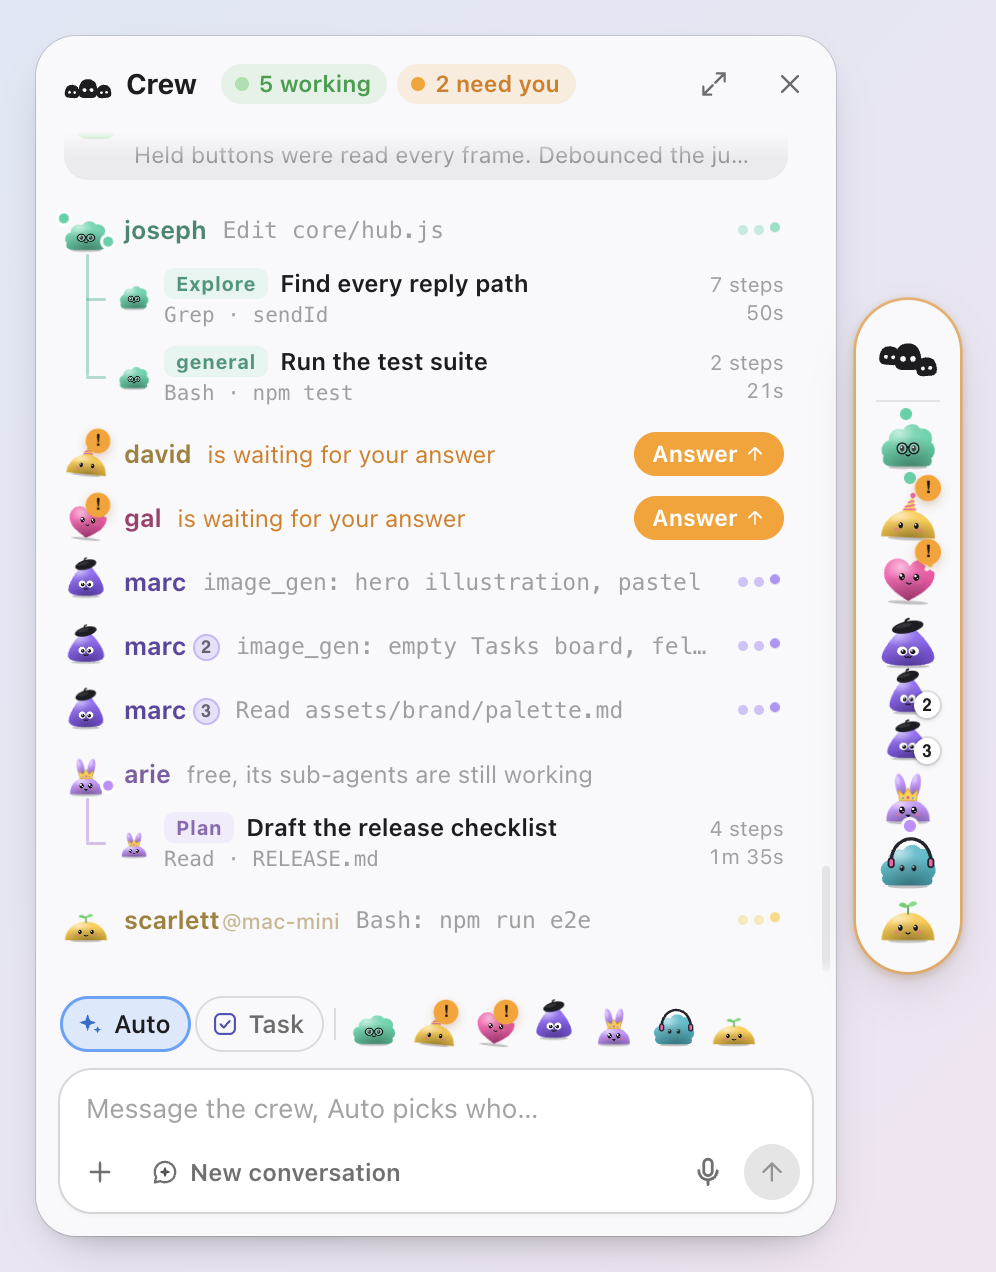 Crew
5 working
2 need you
Held buttons were read every frame. Debounced the ju...
joseph Edit core/hub.js
Explore Find every reply path 7 steps
Grep · sendId 50s
general Run the test suite 2 steps
Bash · npm test 21s
! david is waiting for your answer Answer ↑
! gal is waiting for your answer Answer ↑
marc image_gen: hero illustration, pastel
marc 2 image_gen: empty Tasks board, fel…
marc 3 Read assets/brand/palette.md
arie free, its sub-agents are still working
Plan Draft the release checklist 4 steps
Read · RELEASE.md 1m 35s
scarlett@mac-mini Bash: npm run e2e
Auto Task ! !
Message the crew, Auto picks who...
New conversation
!
!
2
3